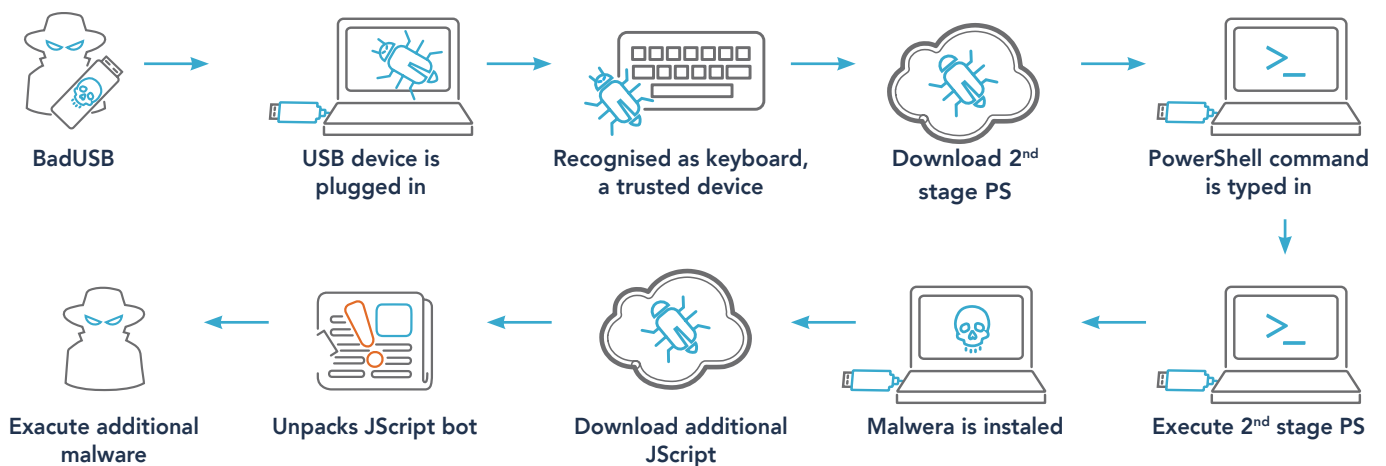 BadUSB
USB device is
plugged in
Recognised as keyboard,
a trusted device
Download 2nd
stage PS
>_
PowerShell command
is typed in
>_
Execute 2nd stage PS
Malwera is instaled
Download additional
JScript
Unpacks JScript bot
Exacute additional
malware